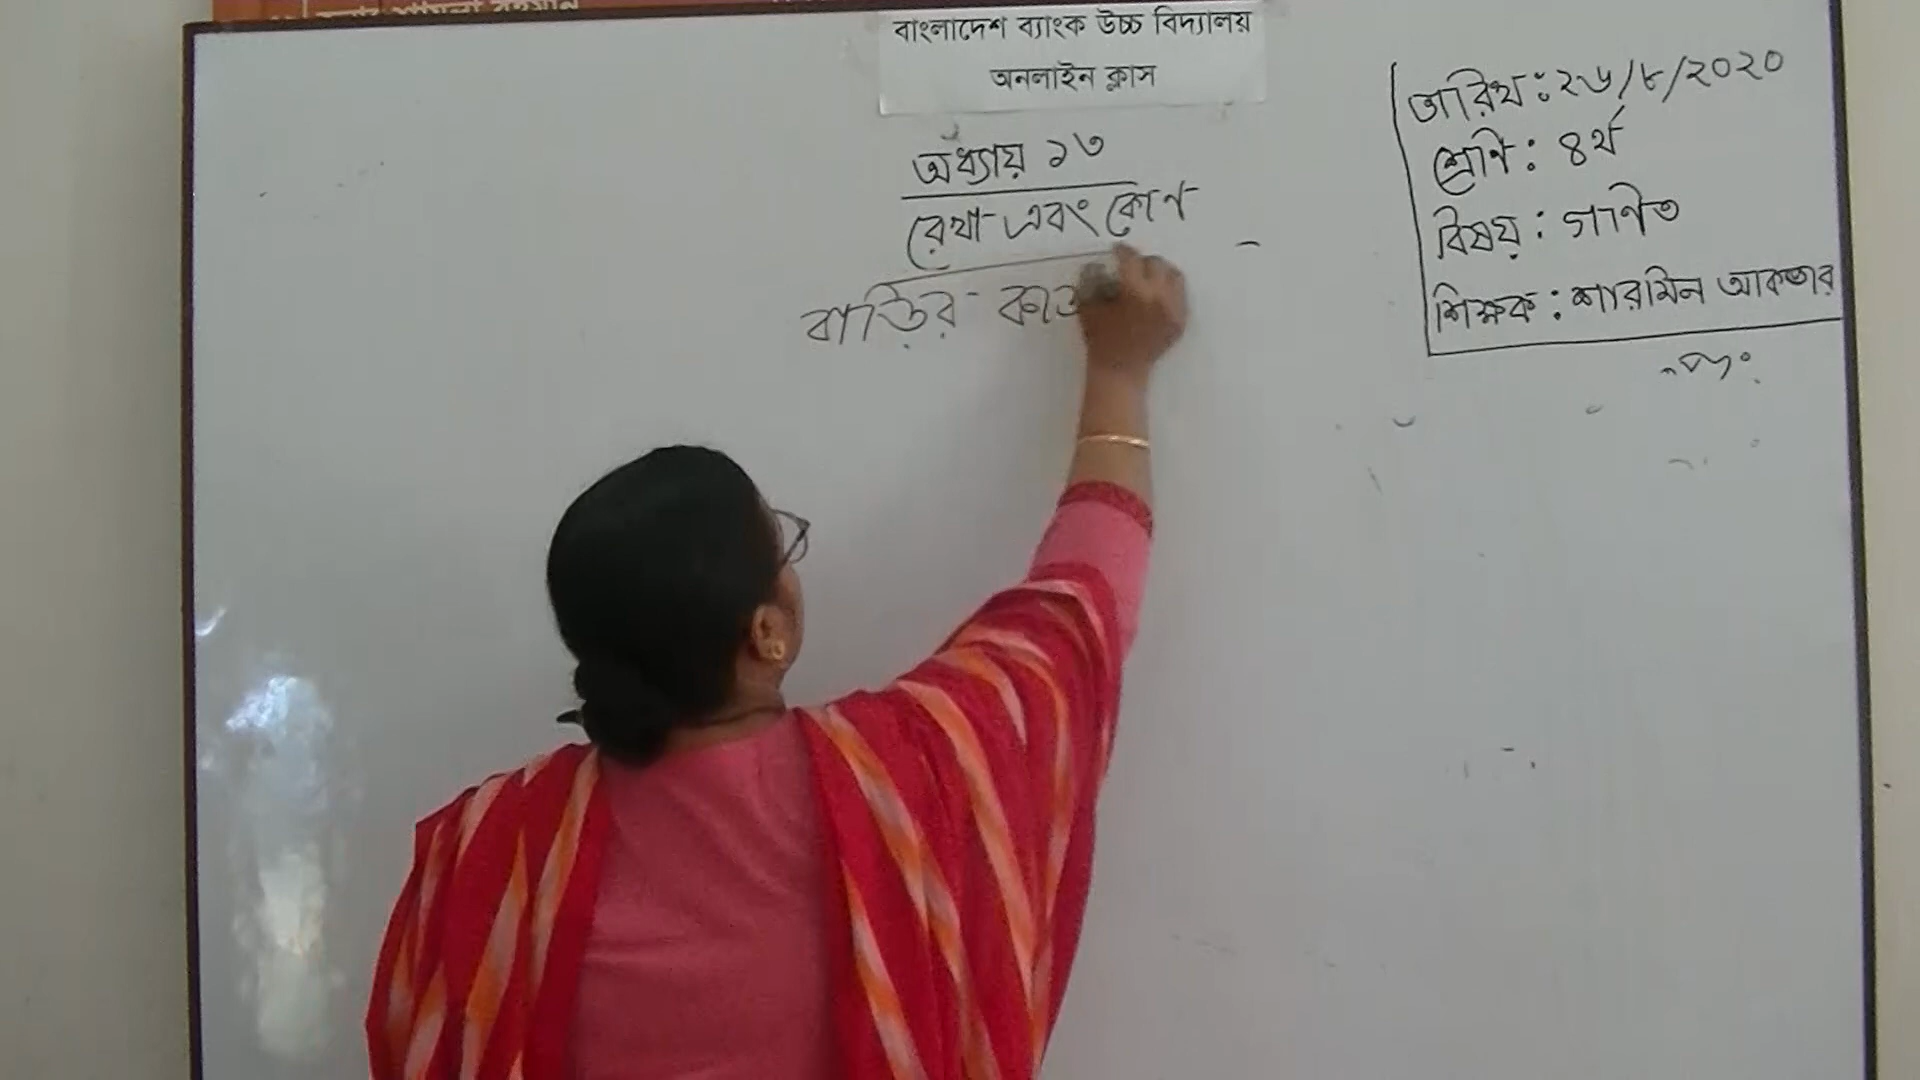 বাংলাদেশ ব্যাংক উচ্চ বিদ্যালয়
অনলাইন ক্লাস
অধ্যায় ১৩
রেখা এবং কোণ
বাড়ির
তারিখ: ২৬/৮/২০২০
শ্রেণি: ৪র্থ
বিষয়: গণিত
শিক্ষক: শারমিন আকতার